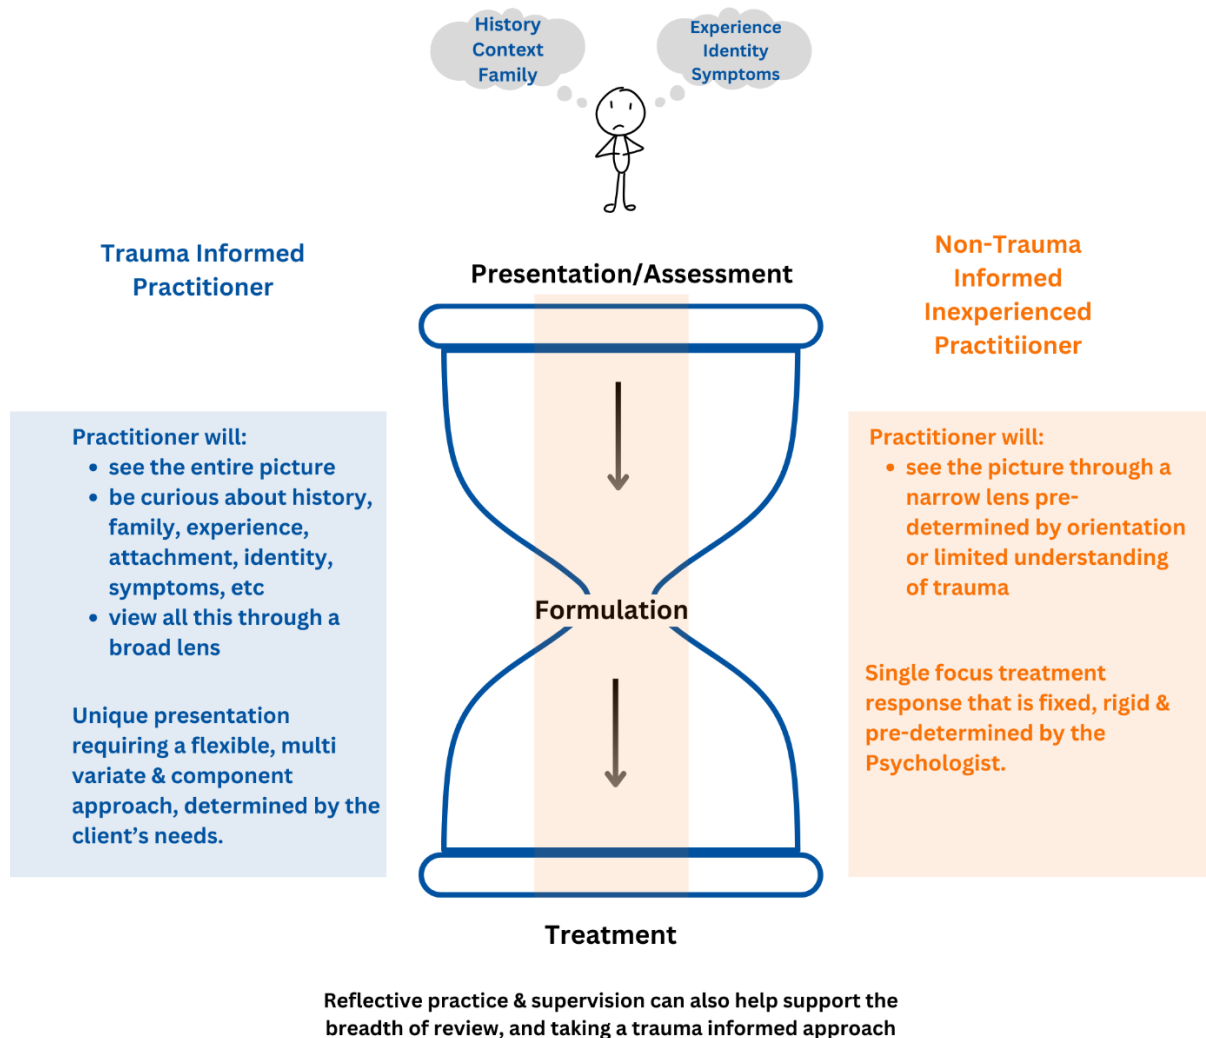 History
Context
Family
Experience
Identity
Symptoms
Trauma Informed
Practitioner
Presentation/Assessment
Non-Trauma
Informed
Inexperienced
Practitiioner
Practitioner will:
• see the entire picture
• be curious about history,
family, experience,
attachment, identity,
symptoms, etc
• view all this through a
broad lens
Unique presentation
requiring a flexible, multi
variate & component
approach, determined by the
client's needs.
Formulation
Practitioner will:
• see the picture through a
narrow lens pre-
determined by orientation
or limited understanding
of trauma
Single focus treatment
response that is fixed, rigid &
pre-determined by the
Psychologist.
Treatment
Reflective practice & supervision can also help support the
breadth of review, and taking a trauma informed approach